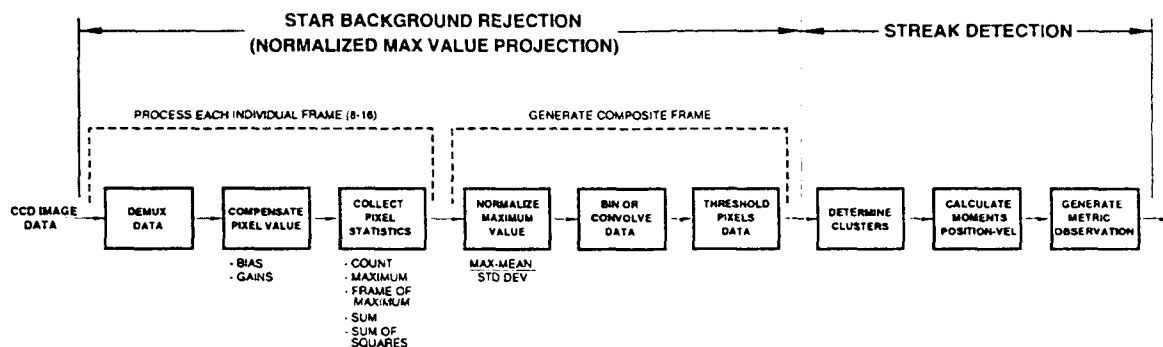 STAR BACKGROUND REJECTION
(NORMALIZED MAX VALUE PROJECTION)
STREAK DETECTION
PROCESS EACH INDIVIDUAL FRAME (8-16)
GENERATE COMPOSITE FRAME
CCD IMAGE
DATA
DEMUX
DATA
COMPENSATE
PIXEL VALUE
- BIAS
- GAINS
COLLECT
PIXEL
STATISTICS
- COUNT
- MAXIMUM
- FRAME OF
MAXIMUM
- SUM
- SUM OF
SQUARES
NORMALIZE
MAXIMUM
VALUE
MAX-MEAN
STD DEV
BIN OR
CONVOLVE
DATA
THRESHOLD
PIXELS
DATA
DETERMINE
CLUSTERS
CALCULATE
MOMENTS
POSITION-VEL
GENERATE
METRIC
OBSERVATION